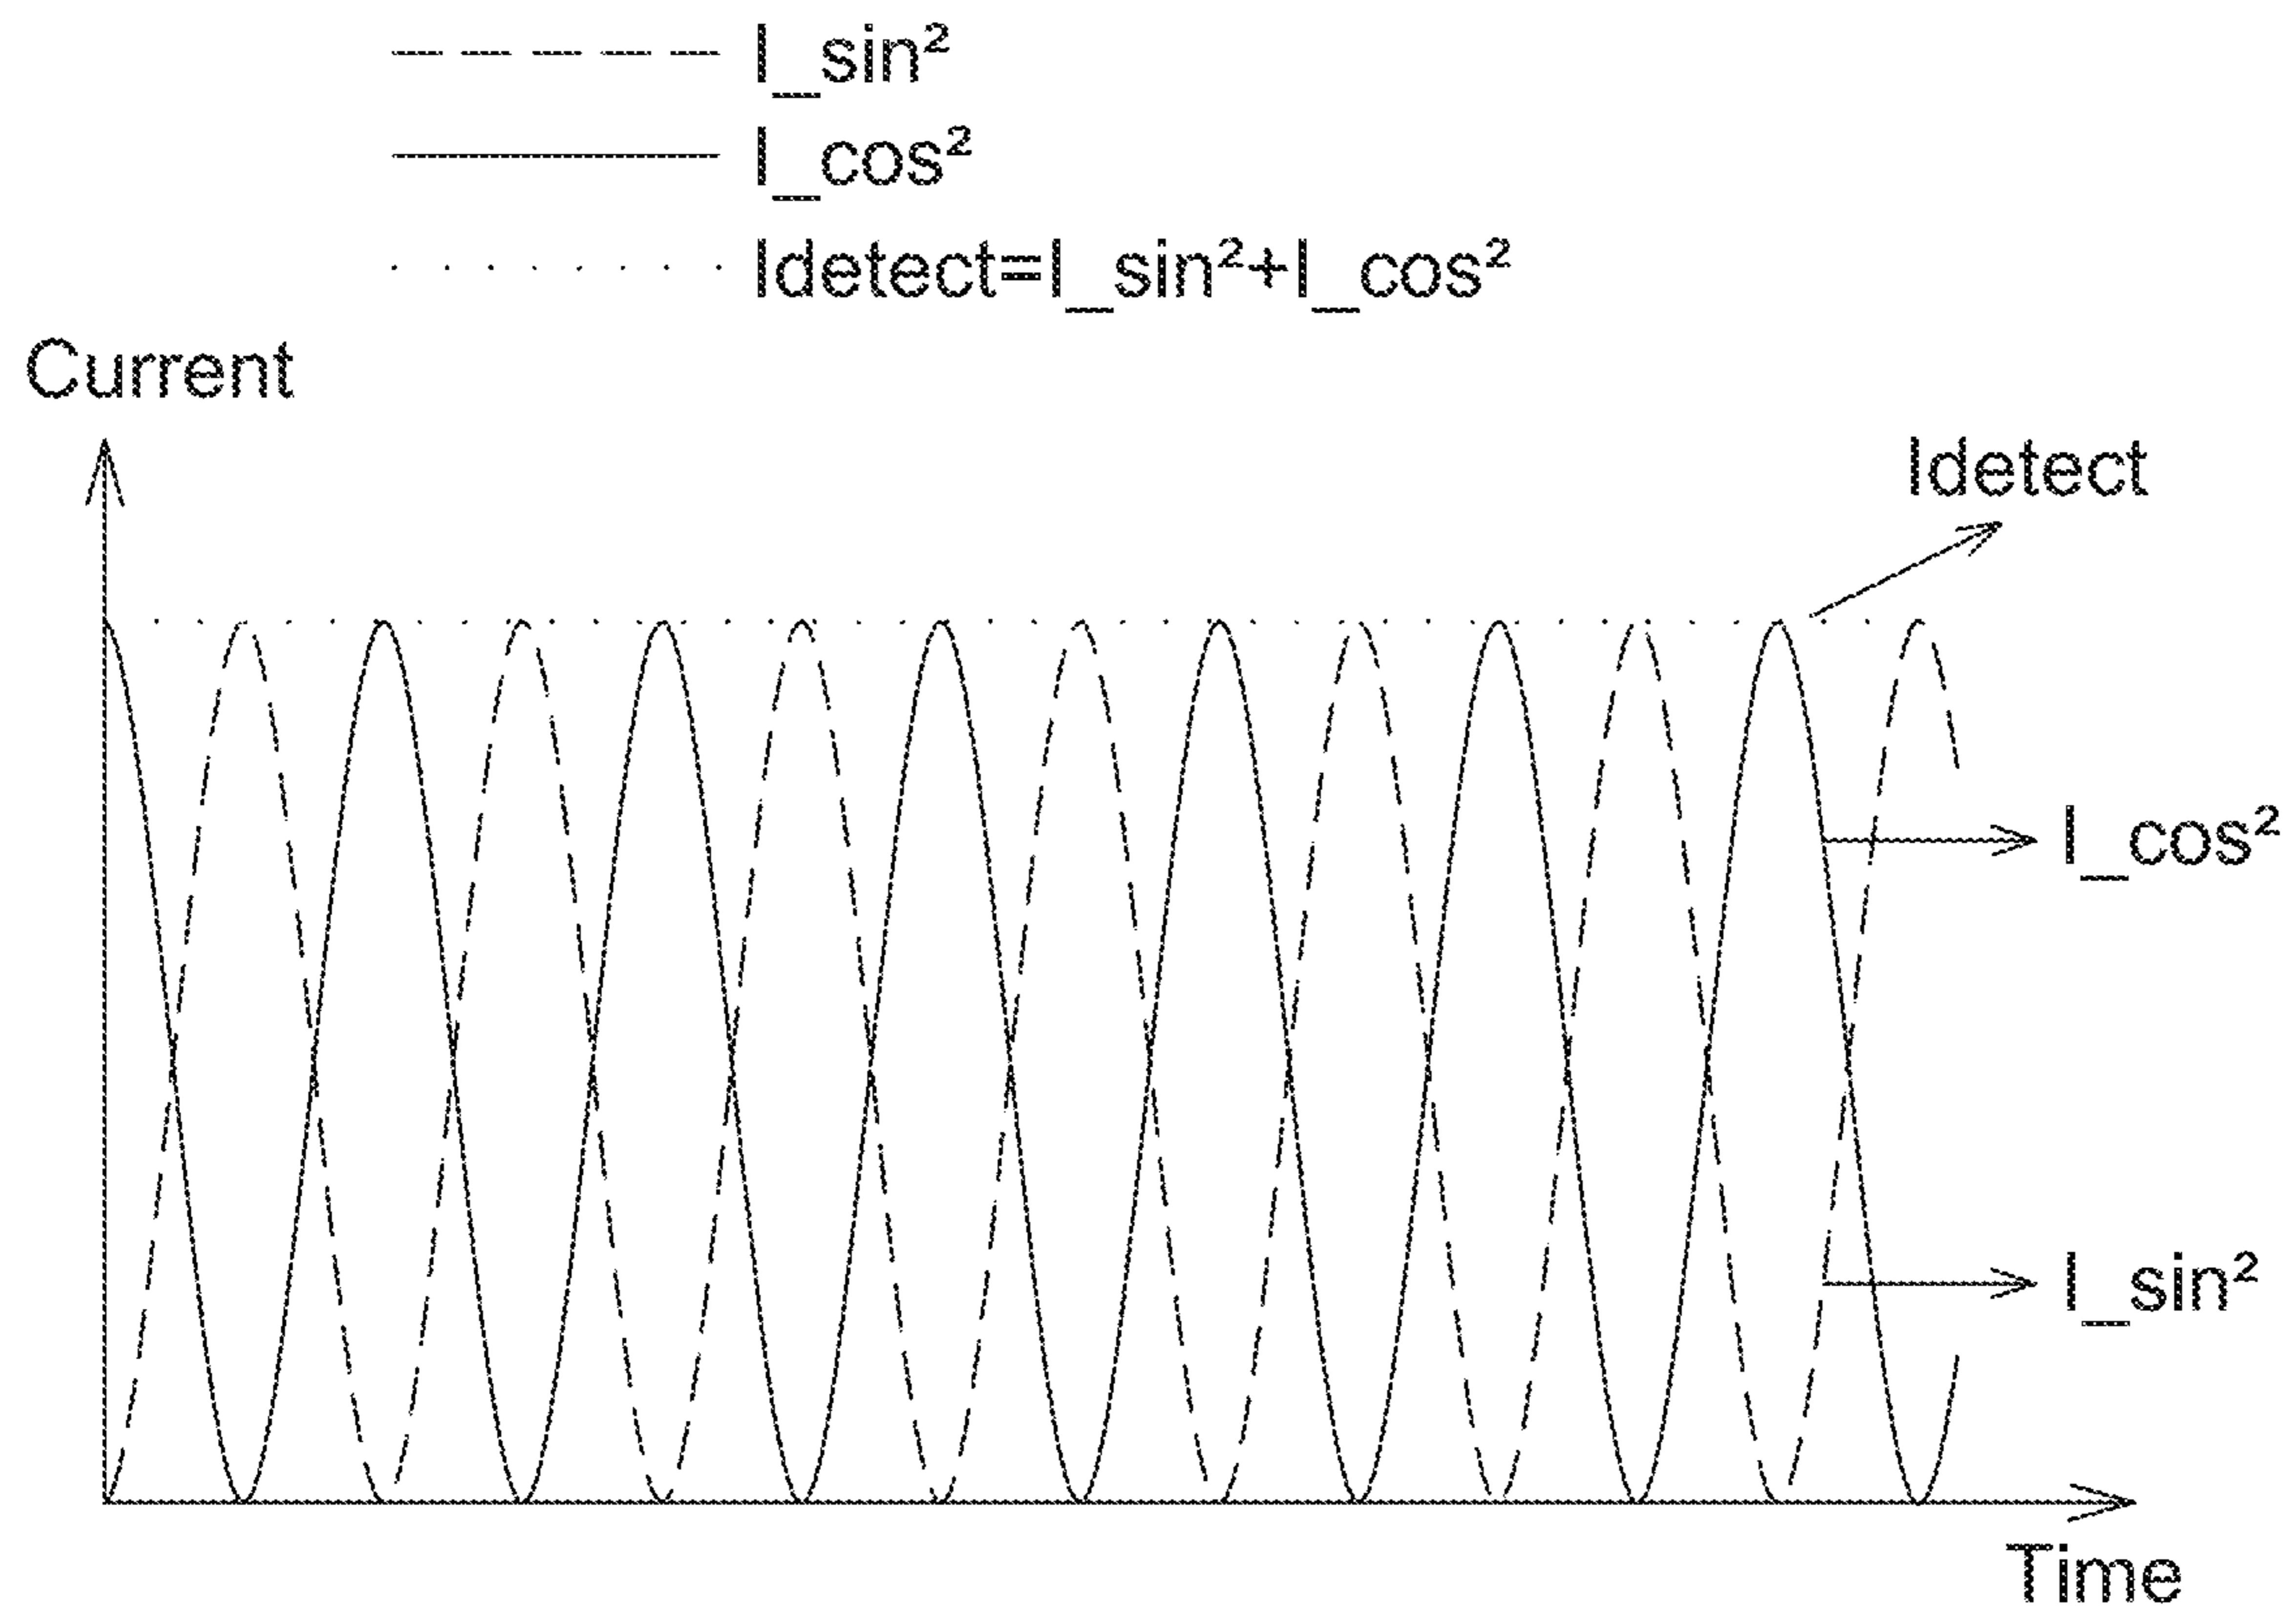 I_sin²
I_cos²
Idetect=I_sin²+I_cos²
Current
Idetect
I_cos²
I_sin²
Time